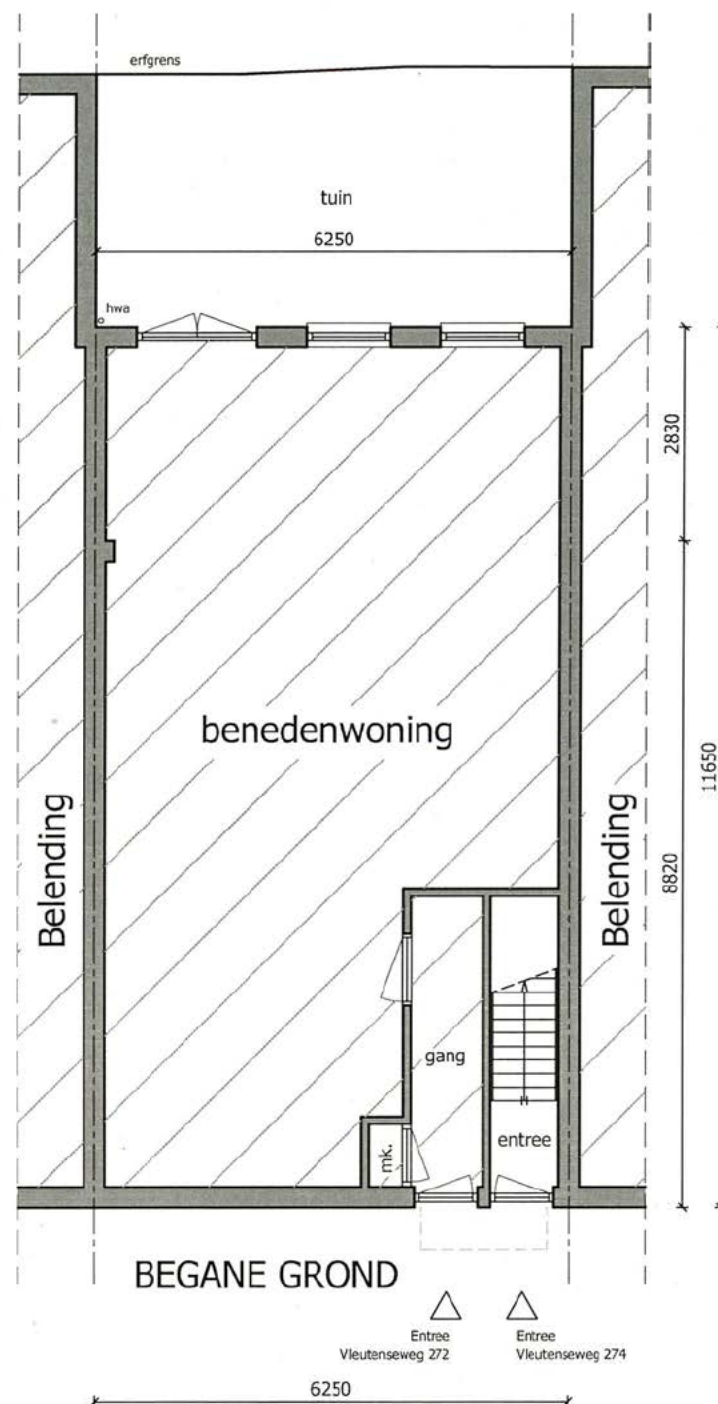 erfgrens
tuin
6250
hwa
2830
benedenwoning
11650
Belending
Belending
8820
gang
mk.
entree
BEGANE GROND
Entree
Vleutenseweg 272
Entree
Vleutenseweg 274
6250